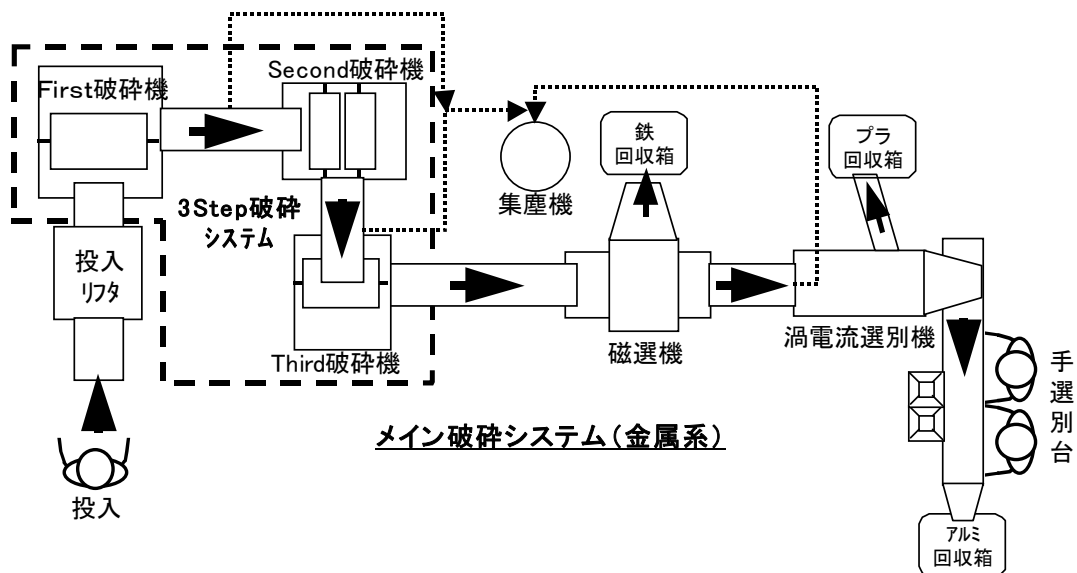 First破砕機
Second破砕機
3Step破砕
システム
投入
リフタ
Third破砕機
投入
集塵機
鉄
回収箱
磁選機
プラ
回収箱
渦電流選別機
手
選
別
台
アルミ
回収箱
メイン破砕システム（金属系）